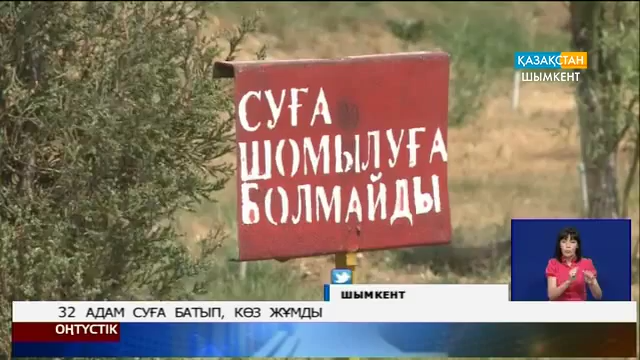 ҚАЗАҚСТАН
ШЫМКЕНТ
СУҒА
ШОМЫЛУҒА
БОЛМАЙДЫ
ШЫМКЕНТ
32 АДАМ СУҒА БАТЫП, КӨЗ ЖҰМДЫ
ОҢТҮСТІК